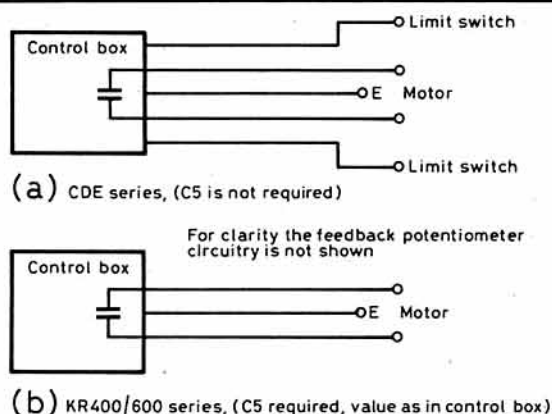 Limit switch
Control box
E Motor
Limit switch
(a) CDE series, (C5 is not required)
For clarity the feedback potentiometer
circuitry is not shown
Control box
E Motor
(b) KR400/600 series, (C5 required, value as in control box)